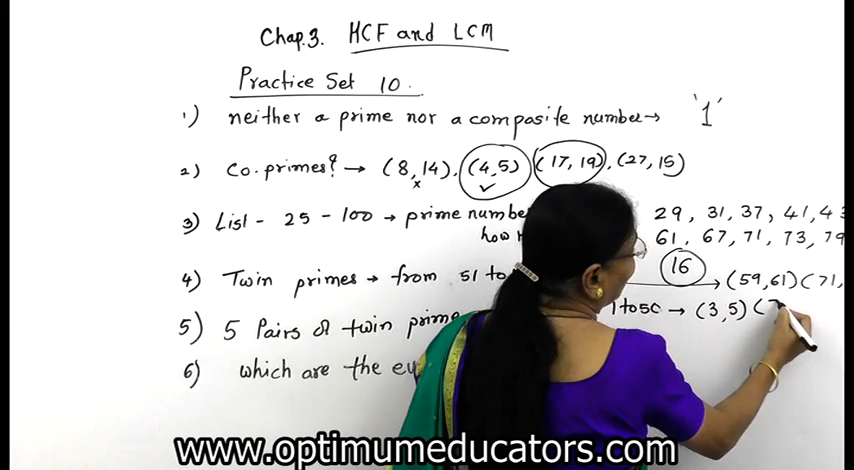 Chap.3. HCF and LCM
Practice Set 10.
1) neither a prime nor a composite number→ '1'
2) Co.primes? → (8,14), (4,5) (17,19), (27,15)
3) List - 25 - 100 → prime 29, 31, 37, 41, 43
61, 67, 71, 73, 79
16
4) Twin primes → from 51 to → (59,61) (71,
5) 5 Pairs of twin prime 1 to 50 → (3,5) (
6) which are the
www.optimumeducators.com